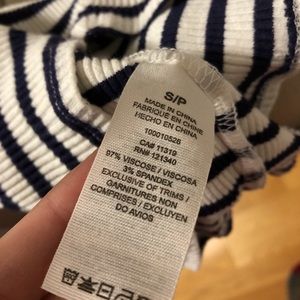 S/P
MADE IN CHINA
FABRIQUÉ EN CHINE
HECHO EN CHINA
100010526
CA# 11319
RN# 121340
97% VISCOSE / VISCOSA
3% SPANDEX
EXCLUSIVE OF TRIMS /
GARNITURES NON
COMPRISES / EXCLUYEN
DO AVIOS